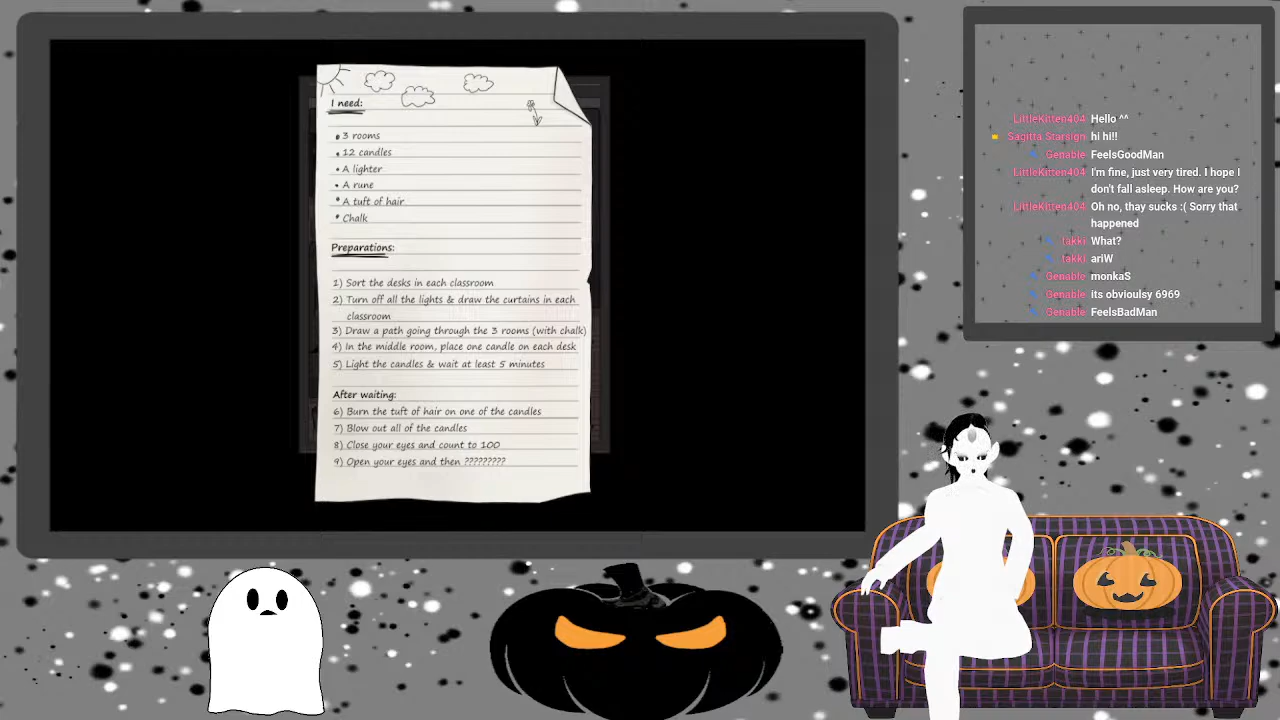 I need:
• 3 rooms
• 12 candles
• A lighter
• A rune
• A tuft of hair
• Chalk
Preparations:
1) Sort the desks in each classroom
2) Turn off all the lights & draw the curtains in each
classroom
3) Draw a path going through the 3 rooms (with chalk)
4) In the middle room, place one candle on each desk
5) Light the candles & wait at least 5 minutes
After waiting:
6) Burn the tuft of hair on one of the candles
7) Blow out all of the candles
8) Close your eyes and count to 100
9) Open your eyes and then ?????????
LittleKitten404 Hello ^^
Sagitta Starsign hi hi!!
Genable FeelsGoodMan
LittleKitten404 I'm fine, just very tired. I hope I
don't fall asleep. How are you?
LittleKitten404 Oh no, thay sucks :( Sorry that
happened
takki What?
takki ariW
Genable monkaS
Genable its obvioulsy 6969
Genable FeelsBadMan